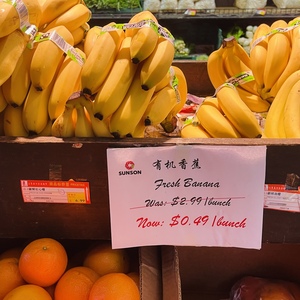 SUNSON
有机香蕉
Fresh Banana
Was: $2.99/bunch
Now: $0.49/bunch